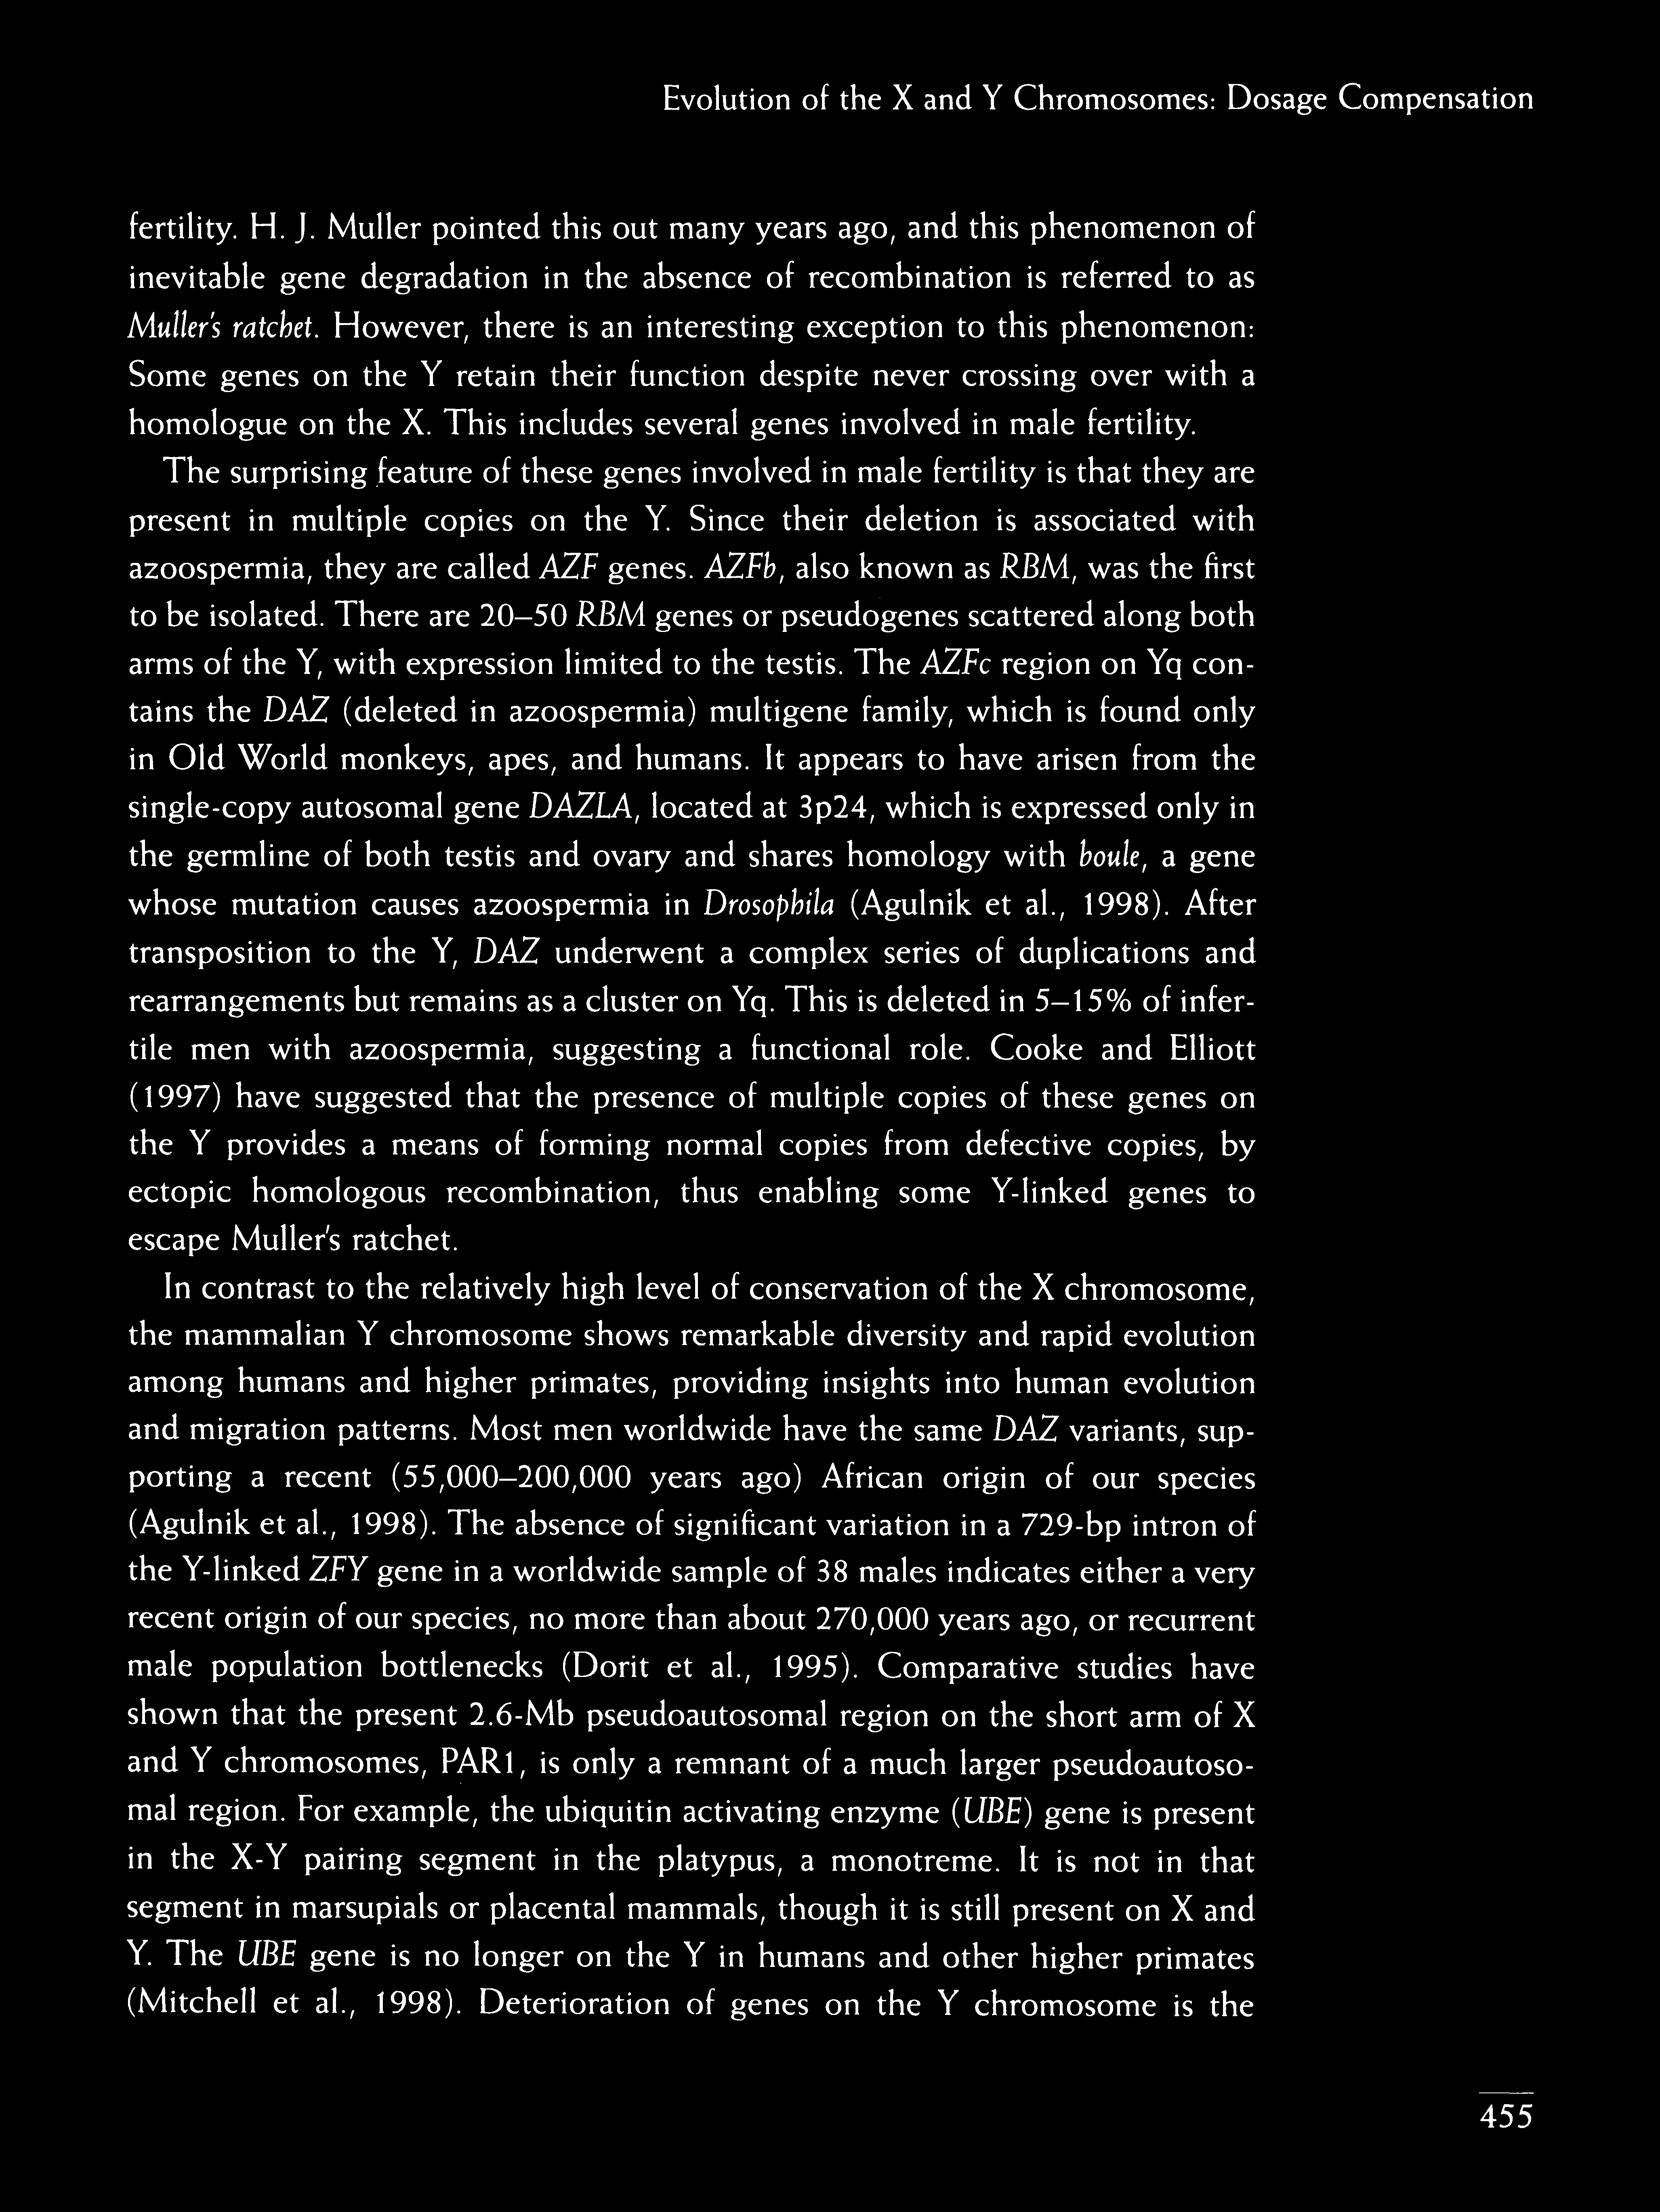 Evolution of the X and Y Chromosomes: Dosage Compensation
fertility. H. J. Muller pointed this out many years ago, and this phenomenon of
inevitable gene degradation in the absence of recombination is referred to as
Muller's ratchet. However, there is an interesting exception to this phenomenon:
Some genes on the Y retain their function despite never crossing over with a
homologue on the X. This includes several genes involved in male fertility.
The surprising feature of these genes involved in male fertility is that they are
present in multiple copies on the Y. Since their deletion is associated with
azoospermia, they are called AZF genes. AZFb, also known as RBM, was the first
to be isolated. There are 20–50 RBM genes or pseudogenes scattered along both
arms of the Y, with expression limited to the testis. The AZFc region on Yq con-
tains the DAZ (deleted in azoospermia) multigene family, which is found only
in Old World monkeys, apes, and humans. It appears to have arisen from the
single-copy autosomal gene DAZLA, located at 3p24, which is expressed only in
the germline of both testis and ovary and shares homology with boule, a gene
whose mutation causes azoospermia in Drosophila (Agulnik et al., 1998). After
transposition to the Y, DAZ underwent a complex series of duplications and
rearrangements but remains as a cluster on Yq. This is deleted in 5–15% of infer-
tile men with azoospermia, suggesting a functional role. Cooke and Elliott
(1997) have suggested that the presence of multiple copies of these genes on
the Y provides a means of forming normal copies from defective copies, by
ectopic homologous recombination, thus enabling some Y-linked genes to
escape Muller's ratchet.
In contrast to the relatively high level of conservation of the X chromosome,
the mammalian Y chromosome shows remarkable diversity and rapid evolution
among humans and higher primates, providing insights into human evolution
and migration patterns. Most men worldwide have the same DAZ variants, sup-
porting a recent (55,000–200,000 years ago) African origin of our species
(Agulnik et al., 1998). The absence of significant variation in a 729-bp intron of
the Y-linked ZFY gene in a worldwide sample of 38 males indicates either a very
recent origin of our species, no more than about 270,000 years ago, or recurrent
male population bottlenecks (Dorit et al., 1995). Comparative studies have
shown that the present 2.6-Mb pseudoautosomal region on the short arm of X
and Y chromosomes, PAR1, is only a remnant of a much larger pseudoautoso-
mal region. For example, the ubiquitin activating enzyme (UBE) gene is present
in the X-Y pairing segment in the platypus, a monotreme. It is not in that
segment in marsupials or placental mammals, though it is still present on X and
Y. The UBE gene is no longer on the Y in humans and other higher primates
(Mitchell et al., 1998). Deterioration of genes on the Y chromosome is the
455